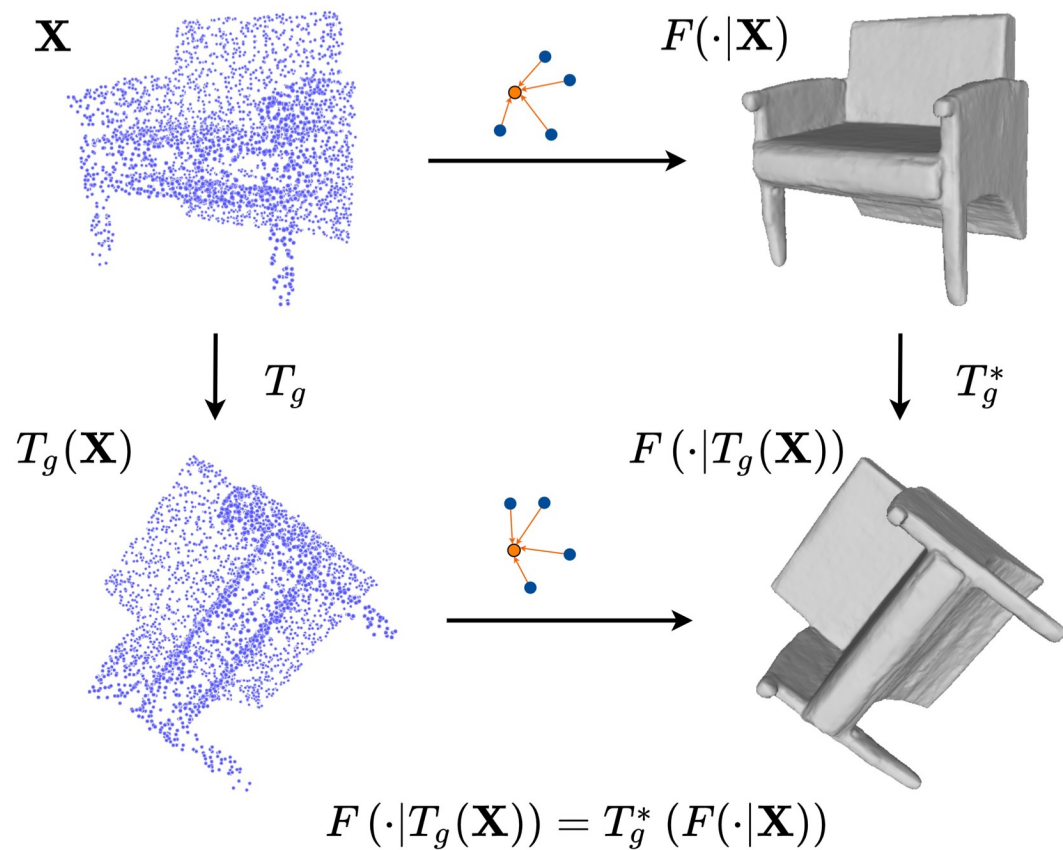 X
F(·|X)
T_g
T_g^*
T_g(X)
F(·|T_g(X))
F(·|T_g(X)) = T_g^*(F(·|X))